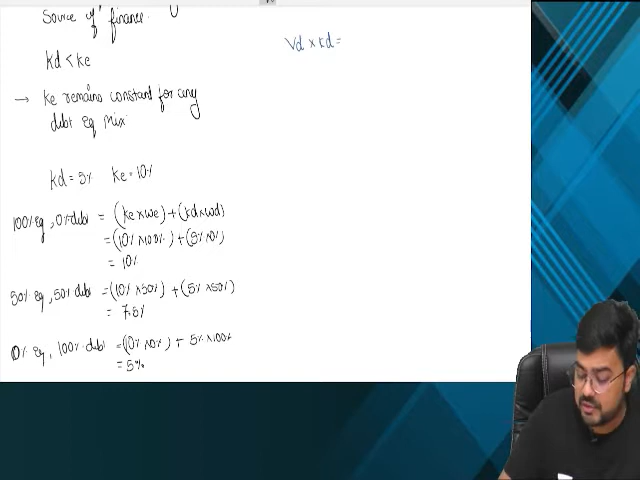 Source of finance.
kd < ke
→ ke remains constant for any
debt eq mix
kd = 5% ke = 10%
100% eq, 0% debt = (ke x we) + (kd x wd)
= (10% x 100%) + (5% x 0%)
= 10%
50% eq, 50% debt = (10% x 50%) + (5% x 50%)
= 7.5%
0% eq, 100% debt = (10% x 0%) + 5% x 100%
= 5%
Vd x kd =